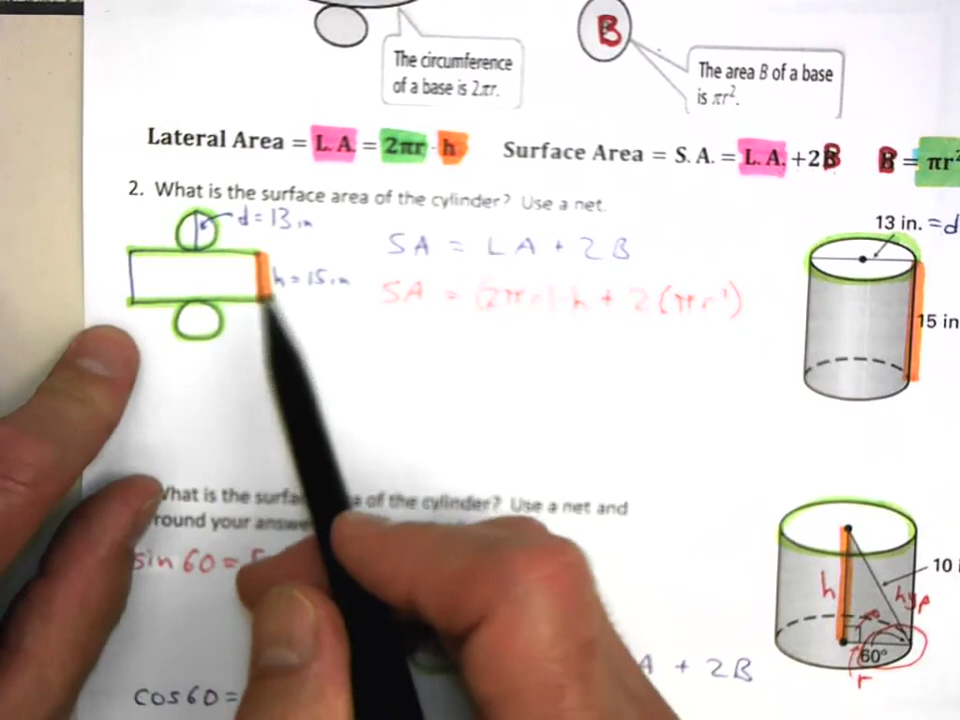 The circumference
of a base is 2πr.
B
The area B of a base
is πr².
Lateral Area = L.A. = 2πr · h
Surface Area = S.A. = L.A. +2B
B = πr²
2. What is the surface area of the cylinder? Use a net.
d = 13 in
h = 15 in
SA = LA + 2B
SA = (2πr)·h + 2(πr²)
13 in. = d
15 in
What is the surfa of the cylinder? Use a net and
round your answe
sin 60 =
cos 60 =
+ 2B
h
10
hyp
60°
r